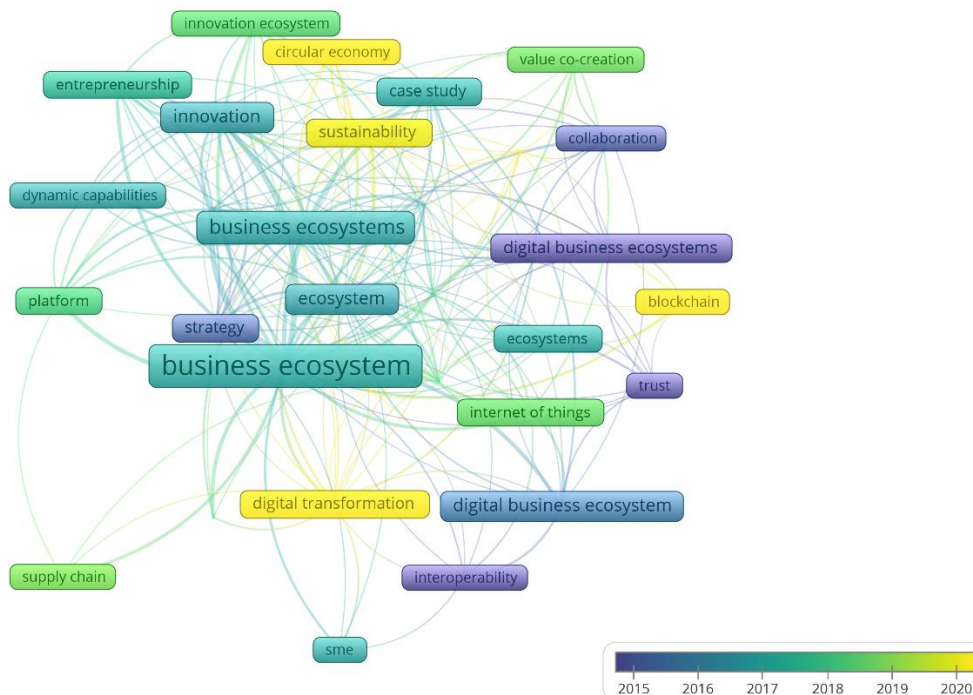 innovation ecosystem
circular economy
value co-creation
entrepreneurship
case study
innovation
sustainability
collaboration
dynamic capabilities
business ecosystems
digital business ecosystems
platform
ecosystem
blockchain
strategy
ecosystems
business ecosystem
trust
internet of things
digital transformation
digital business ecosystem
supply chain
interoperability
sme
2015 2016 2017 2018 2019 2020